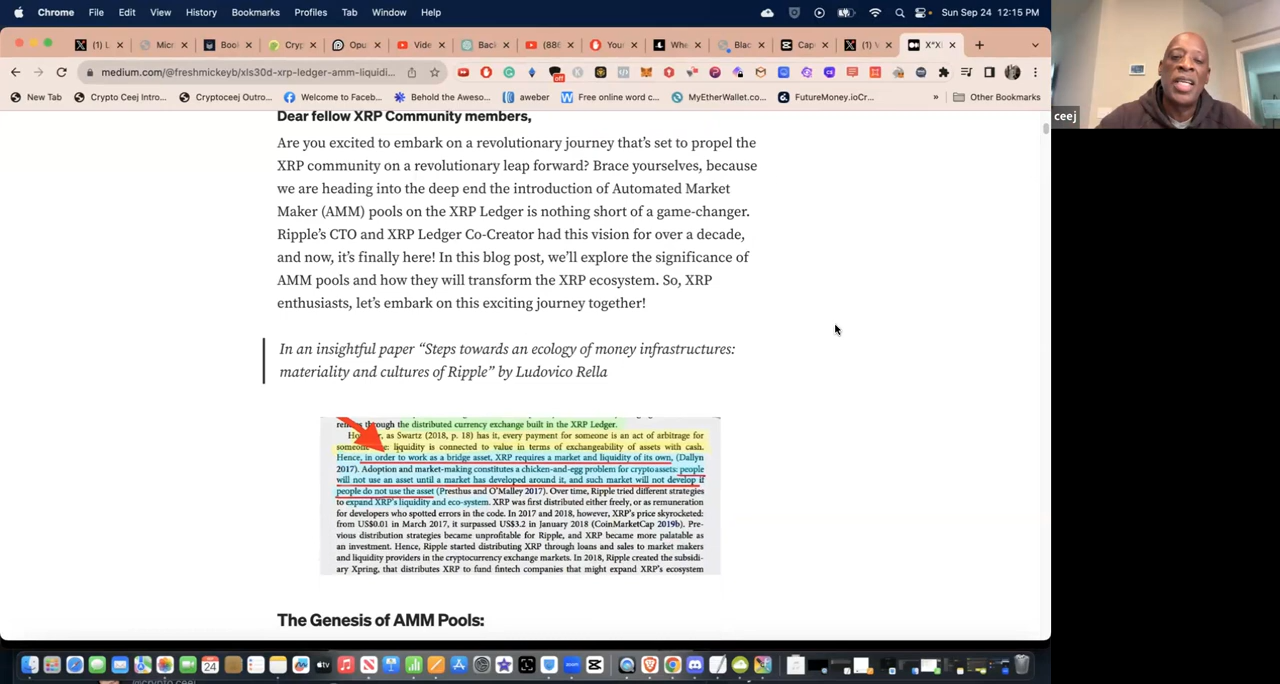 Chrome File Edit View History Bookmarks Profiles Tab Window Help Sun Sep 24 12:15 PM
(1) L Micr Bool Cryp Opu Vide Back (886 You Whe Blac Cap (1) \ X"XI
medium.com/@freshmickeyb/xls30d-xrp-ledger-amm-liquidi...
off
New Tab Crypto Ceej Intro... Cryptoceej Outro... Welcome to Faceb... Behold the Aweso... aweber Free online word c... MyEtherWallet.co... FutureMoney.ioCr... » Other Bookmarks
ceej
Dear fellow XRP Community members,
Are you excited to embark on a revolutionary journey that's set to propel the
XRP community on a revolutionary leap forward? Brace yourselves, because
we are heading into the deep end the introduction of Automated Market
Maker (AMM) pools on the XRP Ledger is nothing short of a game-changer.
Ripple's CTO and XRP Ledger Co-Creator had this vision for over a decade,
and now, it's finally here! In this blog post, we'll explore the significance of
AMM pools and how they will transform the XRP ecosystem. So, XRP
enthusiasts, let's embark on this exciting journey together!
In an insightful paper "Steps towards an ecology of money infrastructures:
materiality and cultures of Ripple" by Ludovico Rella
through the distributed currency exchange built in the XRP Ledger.
as Swartz (2018, p. 18) has it, every payment for someone is an act of arbitrage for
liquidity is connected to value in terms of exchangeability of assets with cash.
Hence, in order to work as a bridge asset, XRP requires a market and liquidity of its own, (Dallyn
2017). Adoption and market-making constitutes a chicken-and-egg problem for cryptoassets: people
will not use an asset until a market has developed around it, and such market will not develop if
people do not use the asset (Presthus and O'Malley 2017). Over time, Ripple tried different strategies
to expand XRP's liquidity and eco-system. XRP was first distributed either freely, or as remuneration
for developers who spotted errors in the code. In 2017 and 2018, however, XRP's price skyrocketed:
from US$0.01 in March 2017, it surpassed US$3.2 in January 2018 (CoinMarketCap 2019b). Pre-
vious distribution strategies became unprofitable for Ripple, and XRP became more palatable as
an investment. Hence, Ripple started distributing XRP through loans and sales to market makers
and liquidity providers in the cryptocurrency exchange markets. In 2018, Ripple created the subsidi-
ary Xpring, that distributes XRP to fund fintech companies that might expand XRP's ecosystem
The Genesis of AMM Pools:
24
tv